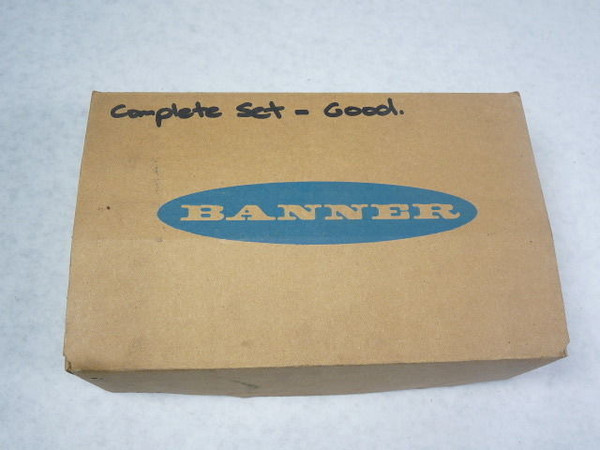 Complete Set - Good.
BANNER